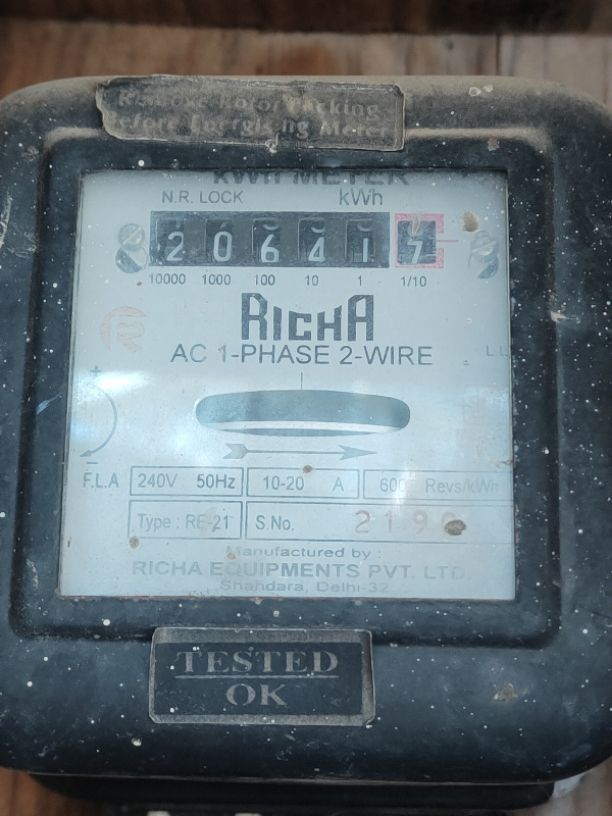 Remove Rotor Packing
Before Energising Meter
kWh METER
N.R. LOCK kWh
2 0 6 4 1 7
10000 1000 100 10 1 1/10
RICHA
AC 1-PHASE 2-WIRE
+
-
F.L.A 240V 50Hz 10-20 A 600 Revs/kWh
Type : RE-21 S.No. 219
Manufactured by :
RICHA EQUIPMENTS PVT. LTD.
Shahdara, Delhi-32
TESTED
OK